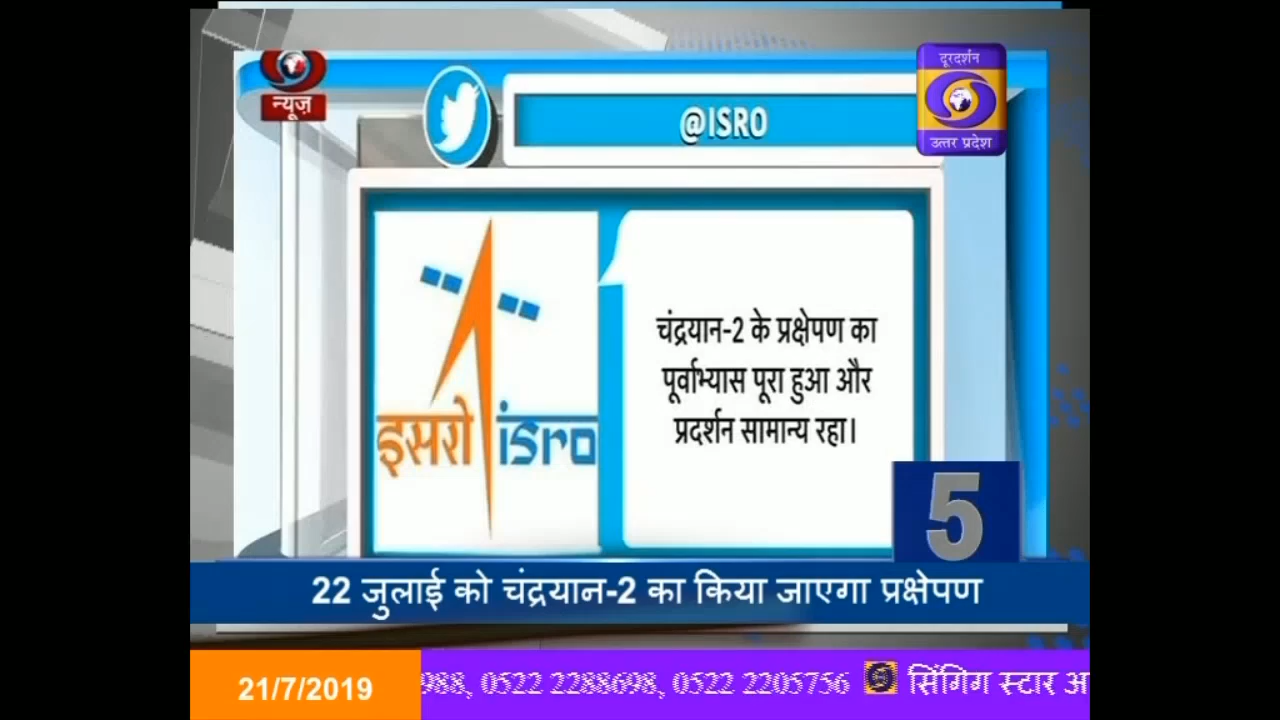 न्यूज़
@ISRO
दूरदर्शन
उत्तर प्रदेश
इसरो isro
चंद्रयान-2 के प्रक्षेपण का
पूर्वाभ्यास पूरा हुआ और
प्रदर्शन सामान्य रहा।
5
22 जुलाई को चंद्रयान-2 का किया जाएगा प्रक्षेपण
21/7/2019
988, 0522 2288698, 0522 2205756 सिंगिग स्टार अ